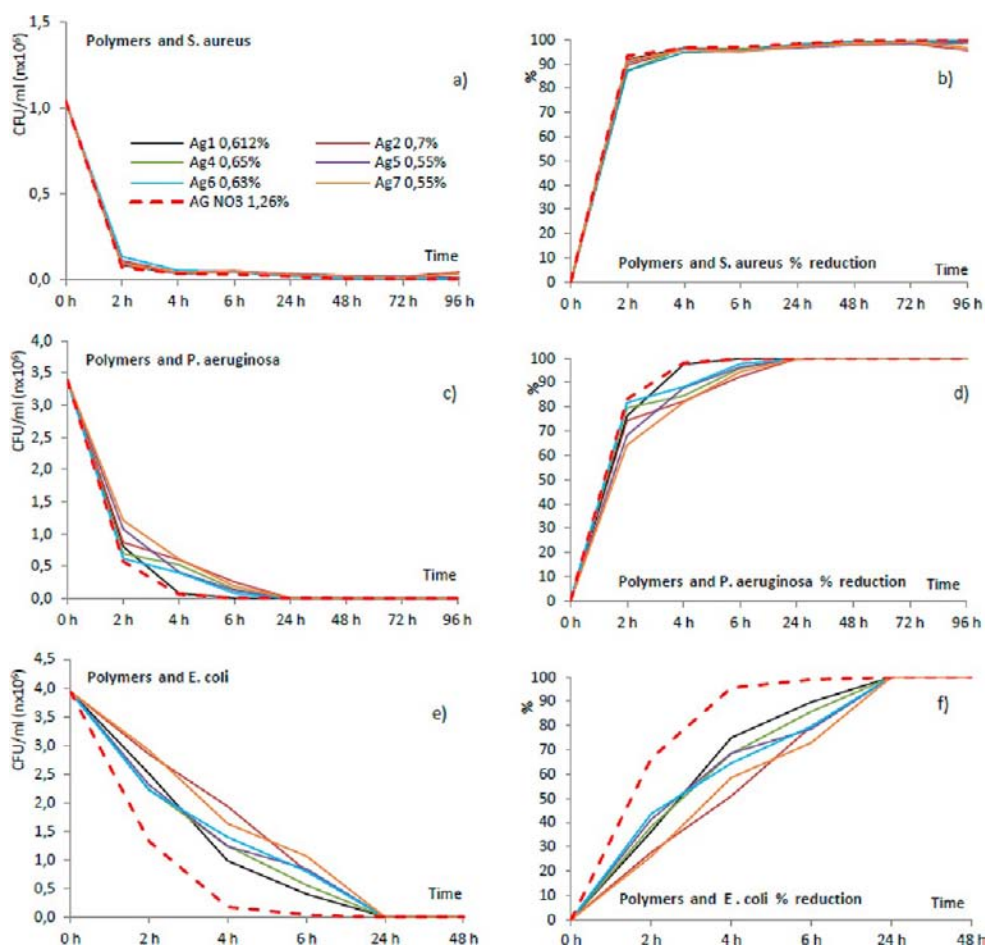 1,5
Polymers and S. aureus
a)
CFU/ml (nx10⁶)
1,0
Ag1 0,612%
Ag2 0,7%
Ag4 0,65%
Ag5 0,55%
Ag6 0,63%
Ag7 0,55%
AG NO3 1,26%
0,5
Time
0,0
0 h 2 h 4 h 6 h 24 h 48 h 72 h 96 h
100
90
80
70
60
50
40
30
20
10
0
%
b)
Polymers and S. aureus % reduction
Time
0 h 2 h 4 h 6 h 24 h 48 h 72 h 96 h
4,0
Polymers and P. aeruginosa
c)
CFU/ml (nx10⁶)
3,5
3,0
2,5
2,0
1,5
1,0
0,5
0,0
Time
0 h 2 h 4 h 6 h 24 h 48 h 72 h 96 h
100
90
80
70
60
50
40
30
20
10
0
%
d)
Polymers and P. aeruginosa % reduction
Time
0 h 2 h 4 h 6 h 24 h 48 h 72 h 96 h
4,5
Polymers and E. coli
e)
CFU/ml (nx10⁶)
4,0
3,5
3,0
2,5
2,0
1,5
1,0
0,5
0,0
Time
0 h 2 h 4 h 6 h 24 h 48 h
100
90
80
70
60
50
40
30
20
10
0
%
f)
Polymers and E. coli % reduction
Time
0 h 2 h 4 h 6 h 24 h 48 h